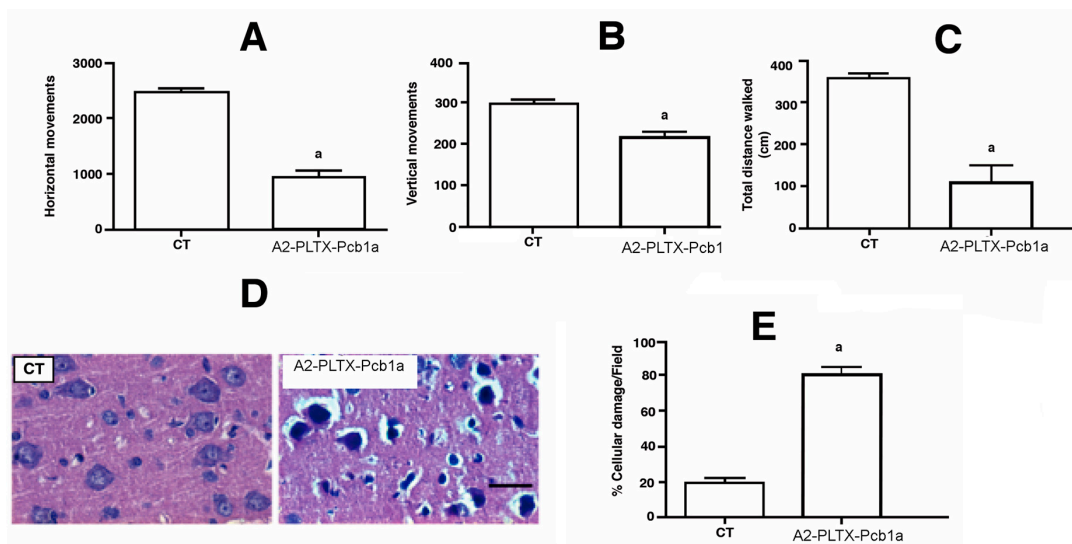 A
Horizontal movements
3000
2000
1000
0
a
CT
A2-PLTX-Pcb1a
B
Vertical movements
400
300
200
100
0
a
CT
A2-PLTX-Pcb1
C
Total distance walked
(cm)
400
300
200
100
0
a
CT
A2-PLTX-Pcb1a
D
CT
A2-PLTX-Pcb1a
E
% Cellular damage/Field
100
80
60
40
20
0
a
CT
A2-PLTX-Pcb1a